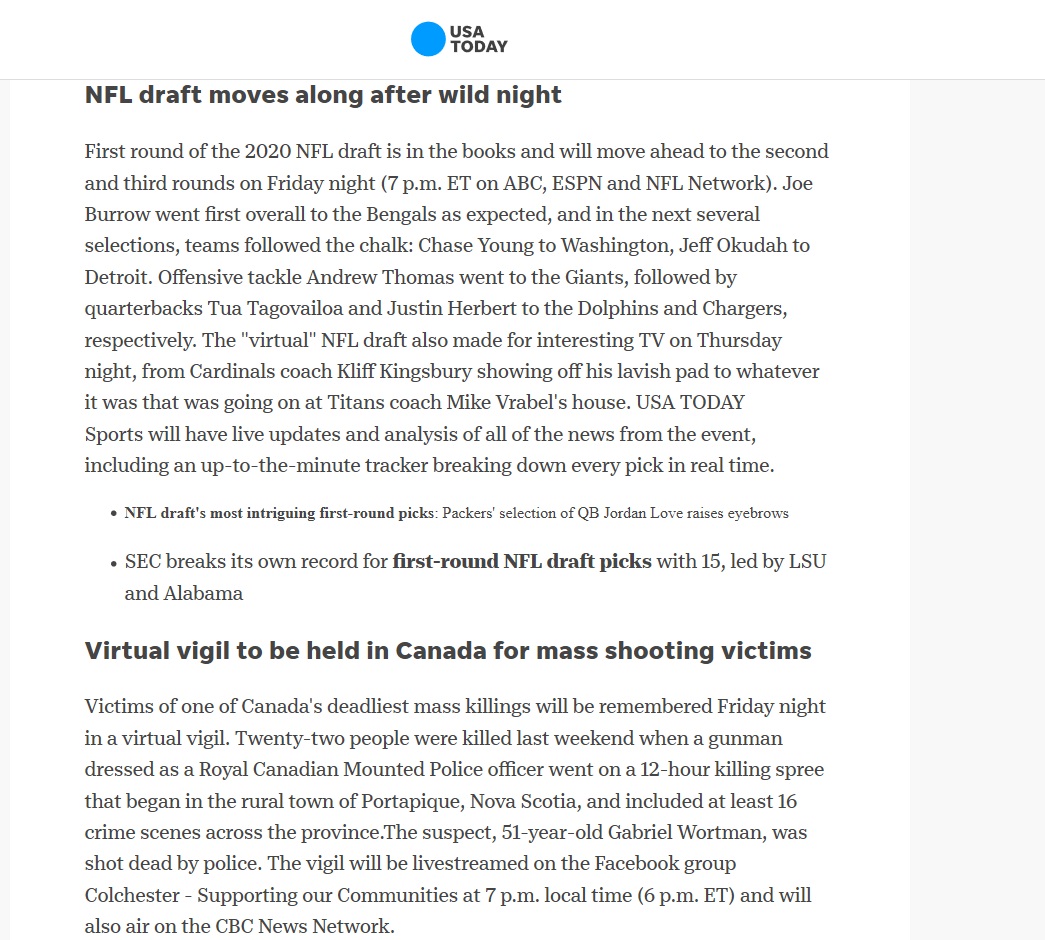 USA
TODAY
NFL draft moves along after wild night
First round of the 2020 NFL draft is in the books and will move ahead to the second
and third rounds on Friday night (7 p.m. ET on ABC, ESPN and NFL Network). Joe
Burrow went first overall to the Bengals as expected, and in the next several
selections, teams followed the chalk: Chase Young to Washington, Jeff Okudah to
Detroit. Offensive tackle Andrew Thomas went to the Giants, followed by
quarterbacks Tua Tagovailoa and Justin Herbert to the Dolphins and Chargers,
respectively. The "virtual" NFL draft also made for interesting TV on Thursday
night, from Cardinals coach Kliff Kingsbury showing off his lavish pad to whatever
it was that was going on at Titans coach Mike Vrabel's house. USA TODAY
Sports will have live updates and analysis of all of the news from the event,
including an up-to-the-minute tracker breaking down every pick in real time.
• NFL draft's most intriguing first-round picks: Packers' selection of QB Jordan Love raises eyebrows
• SEC breaks its own record for first-round NFL draft picks with 15, led by LSU
and Alabama
Virtual vigil to be held in Canada for mass shooting victims
Victims of one of Canada's deadliest mass killings will be remembered Friday night
in a virtual vigil. Twenty-two people were killed last weekend when a gunman
dressed as a Royal Canadian Mounted Police officer went on a 12-hour killing spree
that began in the rural town of Portapique, Nova Scotia, and included at least 16
crime scenes across the province.The suspect, 51-year-old Gabriel Wortman, was
shot dead by police. The vigil will be livestreamed on the Facebook group
Colchester - Supporting our Communities at 7 p.m. local time (6 p.m. ET) and will
also air on the CBC News Network.